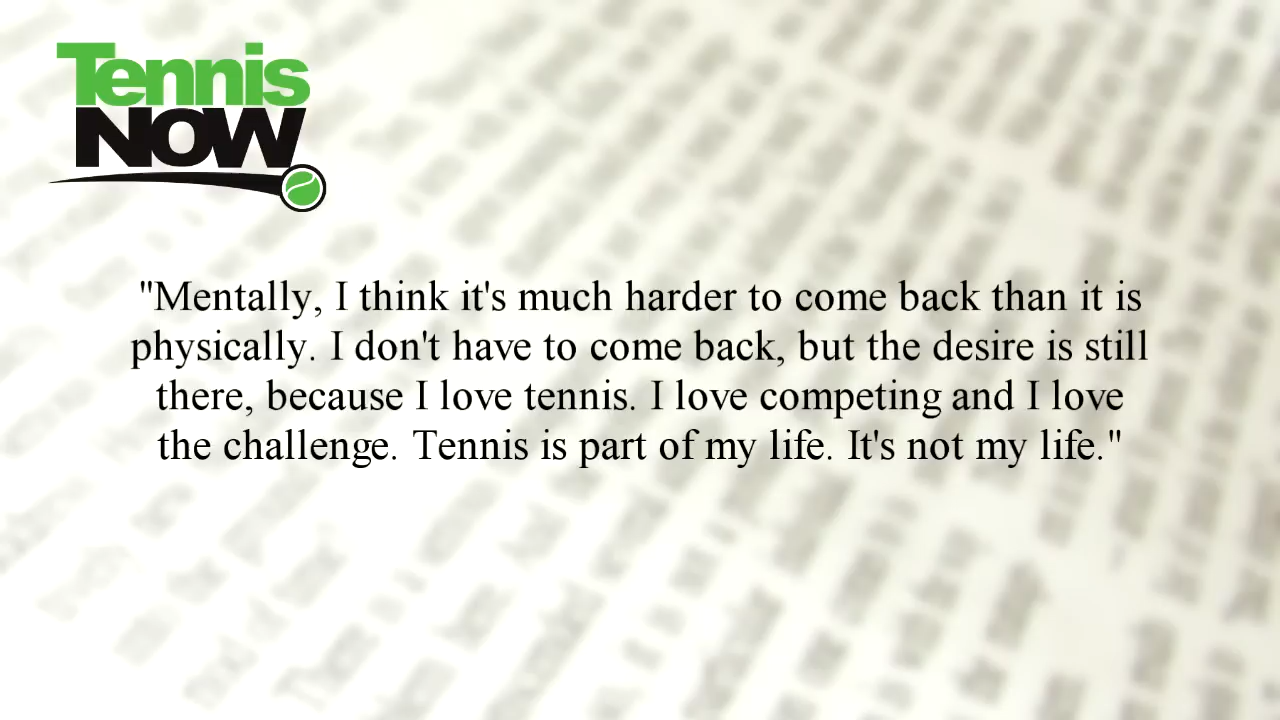 Tennis
NOW
"Mentally, I think it's much harder to come back than it is
physically. I don't have to come back, but the desire is still
there, because I love tennis. I love competing and I love
the challenge. Tennis is part of my life. It's not my life."